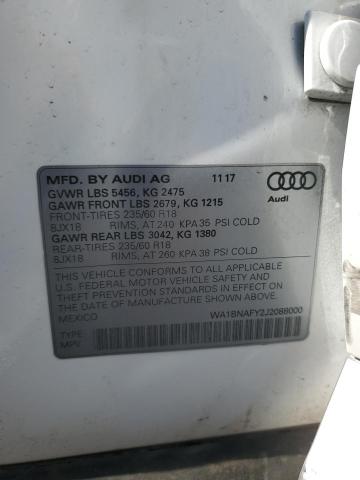 MFD. BY AUDI AG 11 17
GVWR LBS 5456, KG 2475
GAWR FRONT LBS 2679, KG 1215
FRONT-TIRES 235/60 R18
8JX18 RIMS, AT 240 KPA 35 PSI COLD
GAWR REAR LBS 3042, KG 1380
REAR-TIRES 235/60 R18
8JX18 RIMS, AT 260 KPA 38 PSI COLD
Audi
THIS VEHICLE CONFORMS TO ALL APPLICABLE
U.S. FEDERAL MOTOR VEHICLE SAFETY AND
THEFT PREVENTION STANDARDS IN EFFECT ON THE
DATE OF MANUFACTURE SHOWN ABOVE.
MEXICO WA1BNAFY2J2088000
TYPE:
MPV